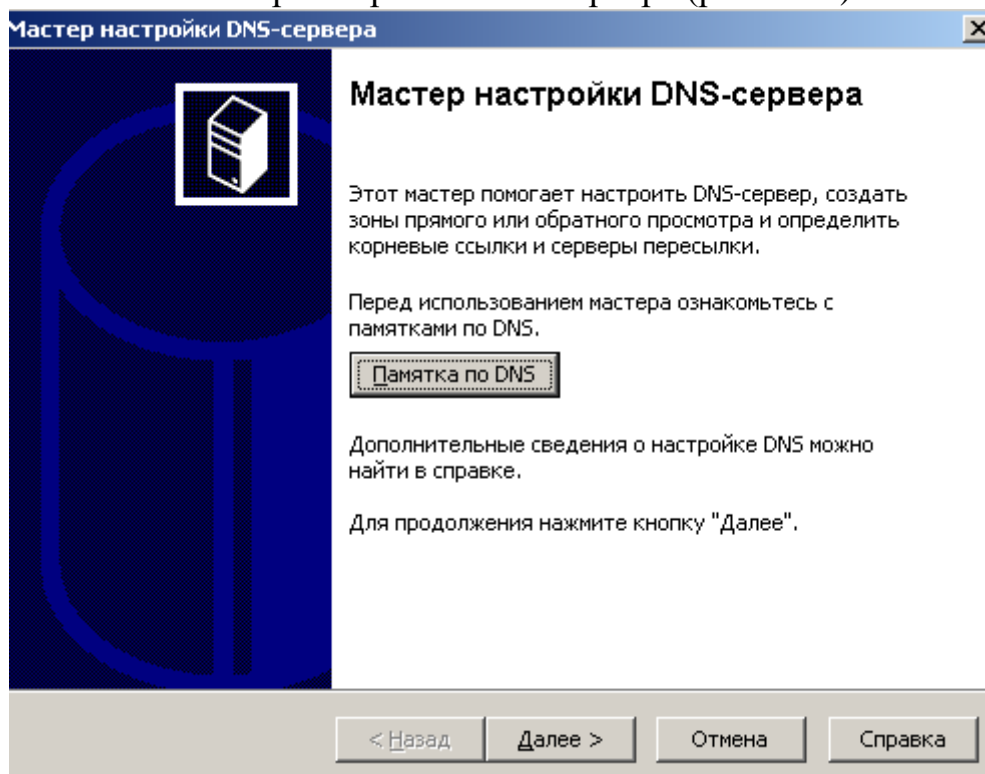 Мастер настройки DNS-сервера
Мастер настройки DNS-сервера
Этот мастер помогает настроить DNS-сервер, создать
зоны прямого или обратного просмотра и определить
корневые ссылки и серверы пересылки.
Перед использованием мастера ознакомьтесь с
памятками по DNS.
Памятка по DNS
Дополнительные сведения о настройке DNS можно
найти в справке.
Для продолжения нажмите кнопку "Далее".
< Назад Далее > Отмена Справка